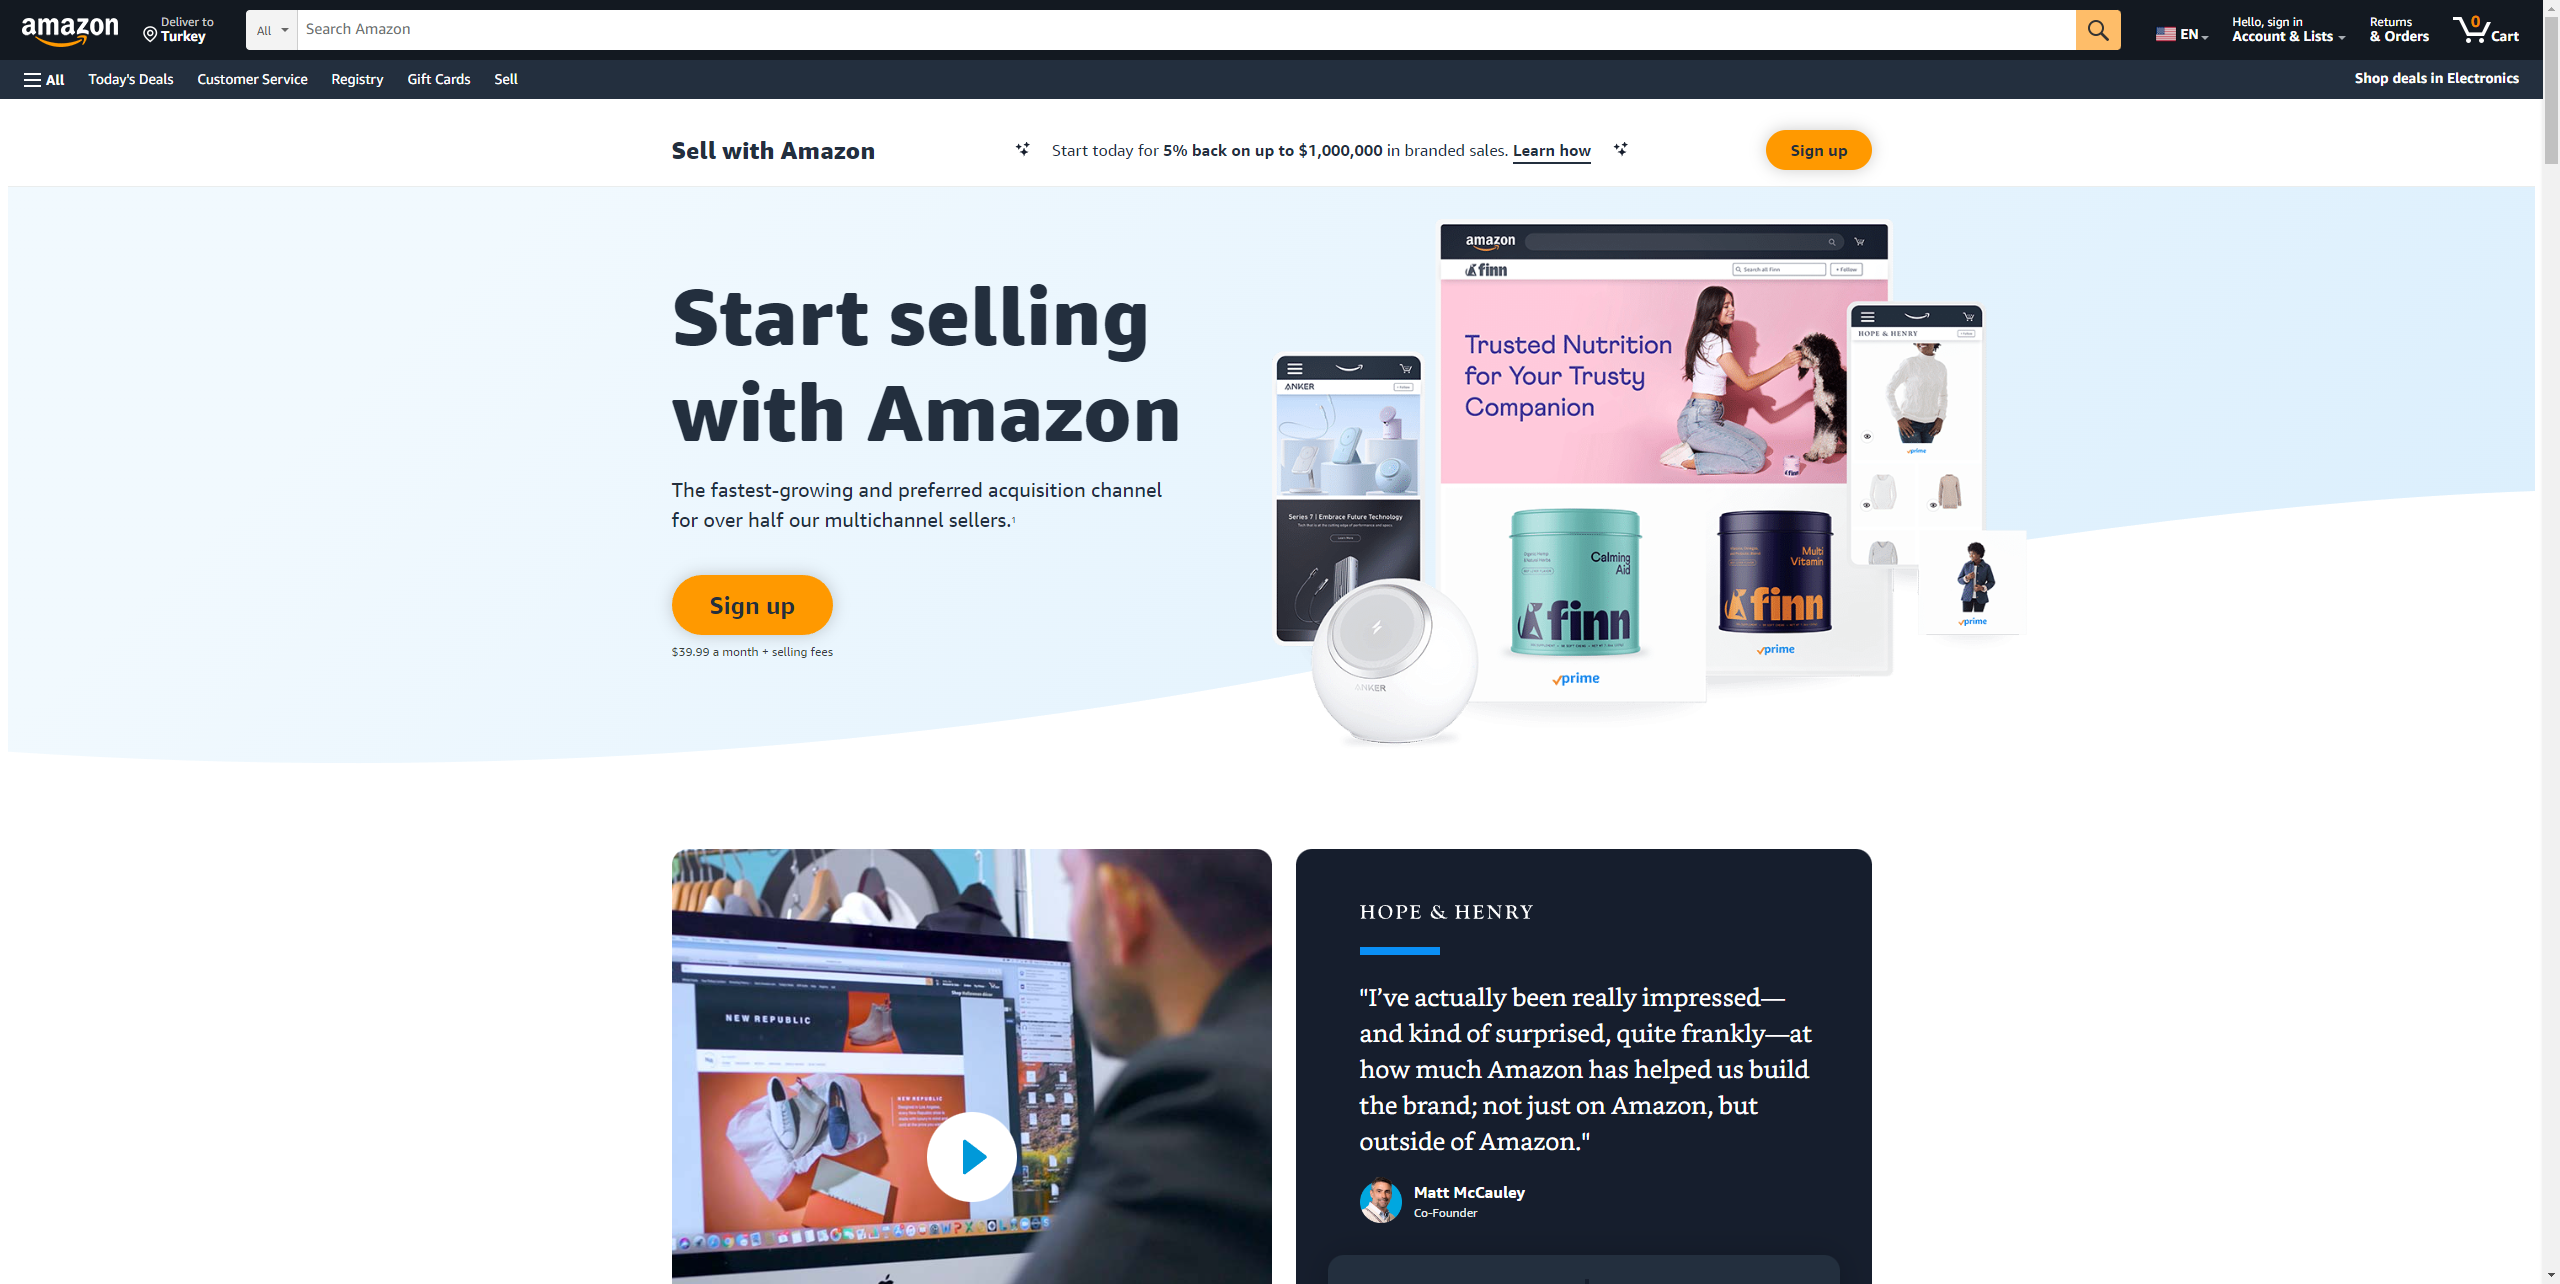 amazon
Deliver to
Turkey
All
Search Amazon
EN
Hello, sign in
Account & Lists
Returns
& Orders
0
Cart
All
Today's Deals
Customer Service
Registry
Gift Cards
Sell
Shop deals in Electronics
Sell with Amazon
Start today for 5% back on up to $1,000,000 in branded sales. Learn how
Sign up
Start selling
with Amazon
The fastest-growing and preferred acquisition channel
for over half our multichannel sellers.¹
Sign up
$39.99 a month + selling fees
amazon
finn
Search all Finn
+ Follow
Trusted Nutrition
for Your Trusty
Companion
finn
Calming
Aid
finn
prime
Multi
Vitamin
finn
prime
ANKER
Series 7 | Embrace Future Technology
ANKER
HOPE & HENRY
prime
prime
NEW REPUBLIC
NEW REPUBLIC
HOPE & HENRY
"I've actually been really impressed—
and kind of surprised, quite frankly—at
how much Amazon has helped us build
the brand; not just on Amazon, but
outside of Amazon."
Matt McCauley
Co-Founder